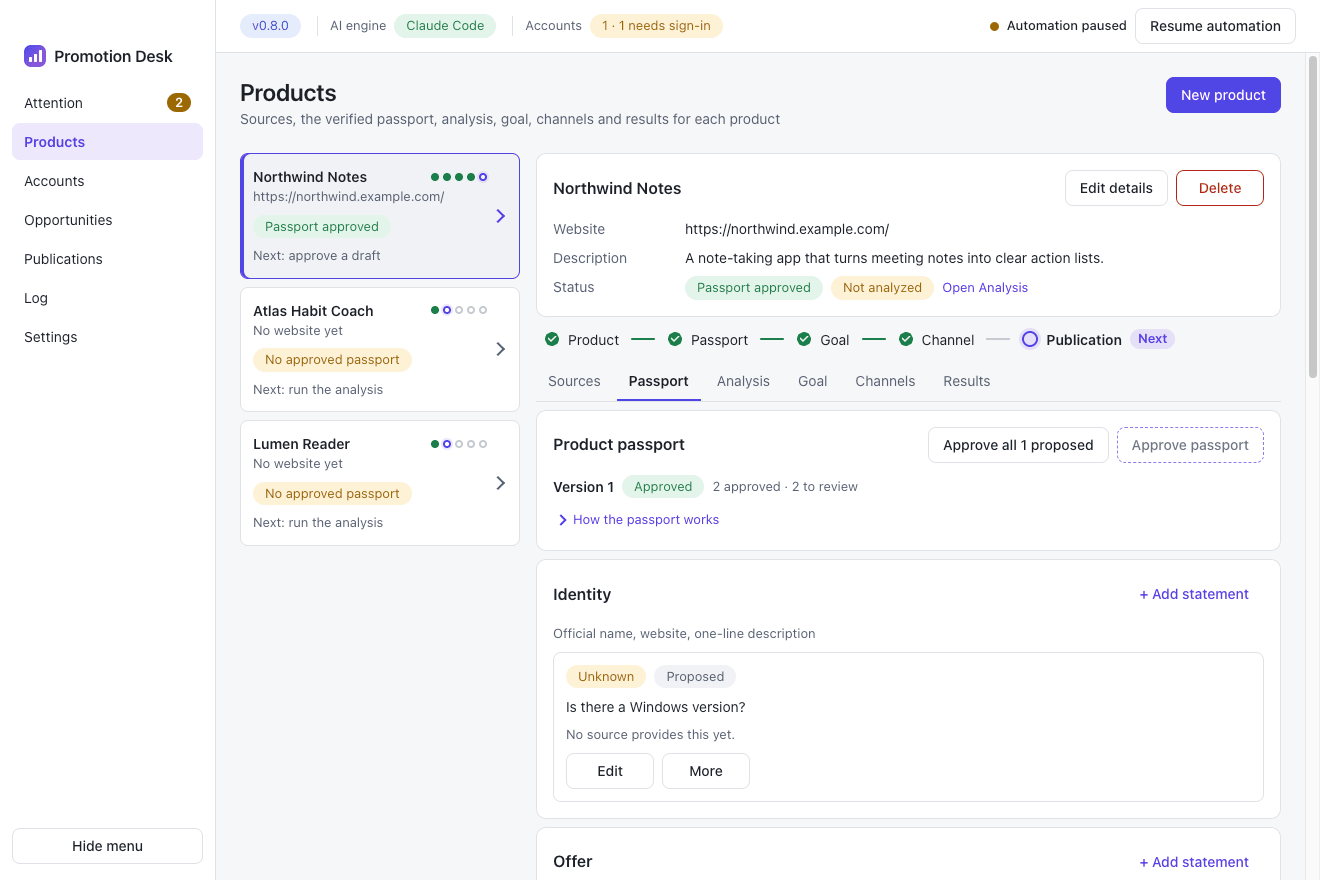 Promotion Desk
Attention 2
Products
Accounts
Opportunities
Publications
Log
Settings
Hide menu
v0.8.0 AI engine Claude Code Accounts 1 · 1 needs sign-in Automation paused Resume automation
Products
Sources, the verified passport, analysis, goal, channels and results for each product
New product
Northwind Notes
https://northwind.example.com/
Passport approved
Next: approve a draft
Atlas Habit Coach
No website yet
No approved passport
Next: run the analysis
Lumen Reader
No website yet
No approved passport
Next: run the analysis
Northwind Notes Edit details Delete
Website https://northwind.example.com/
Description A note-taking app that turns meeting notes into clear action lists.
Status Passport approved Not analyzed Open Analysis
Product Passport Goal Channel Publication Next
Sources Passport Analysis Goal Channels Results
Product passport Approve all 1 proposed Approve passport
Version 1 Approved 2 approved · 2 to review
How the passport works
Identity + Add statement
Official name, website, one-line description
Unknown Proposed
Is there a Windows version?
No source provides this yet.
Edit More
Offer + Add statement